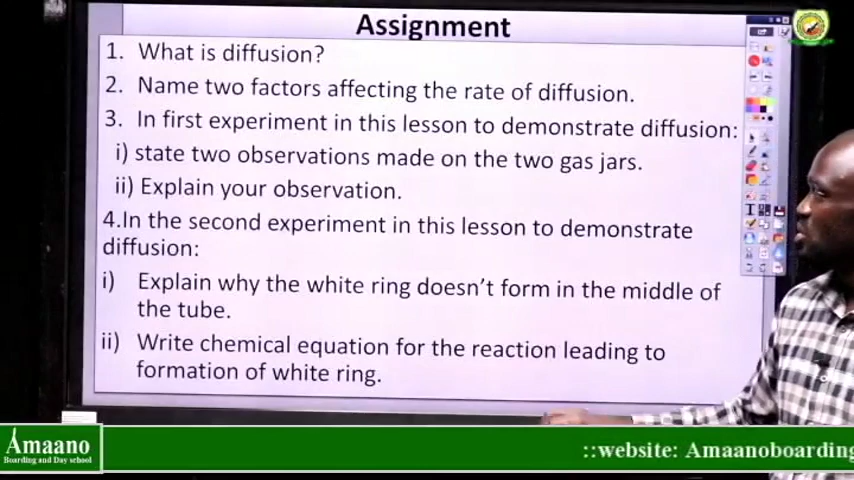 Assignment
1. What is diffusion?
2. Name two factors affecting the rate of diffusion.
3. In first experiment in this lesson to demonstrate diffusion:
i) state two observations made on the two gas jars.
ii) Explain your observation.
4.In the second experiment in this lesson to demonstrate
diffusion:
i) Explain why the white ring doesn't form in the middle of
the tube.
ii) Write chemical equation for the reaction leading to
formation of white ring.
Amaano
Boarding and Day school
::website: Amaanoboarding